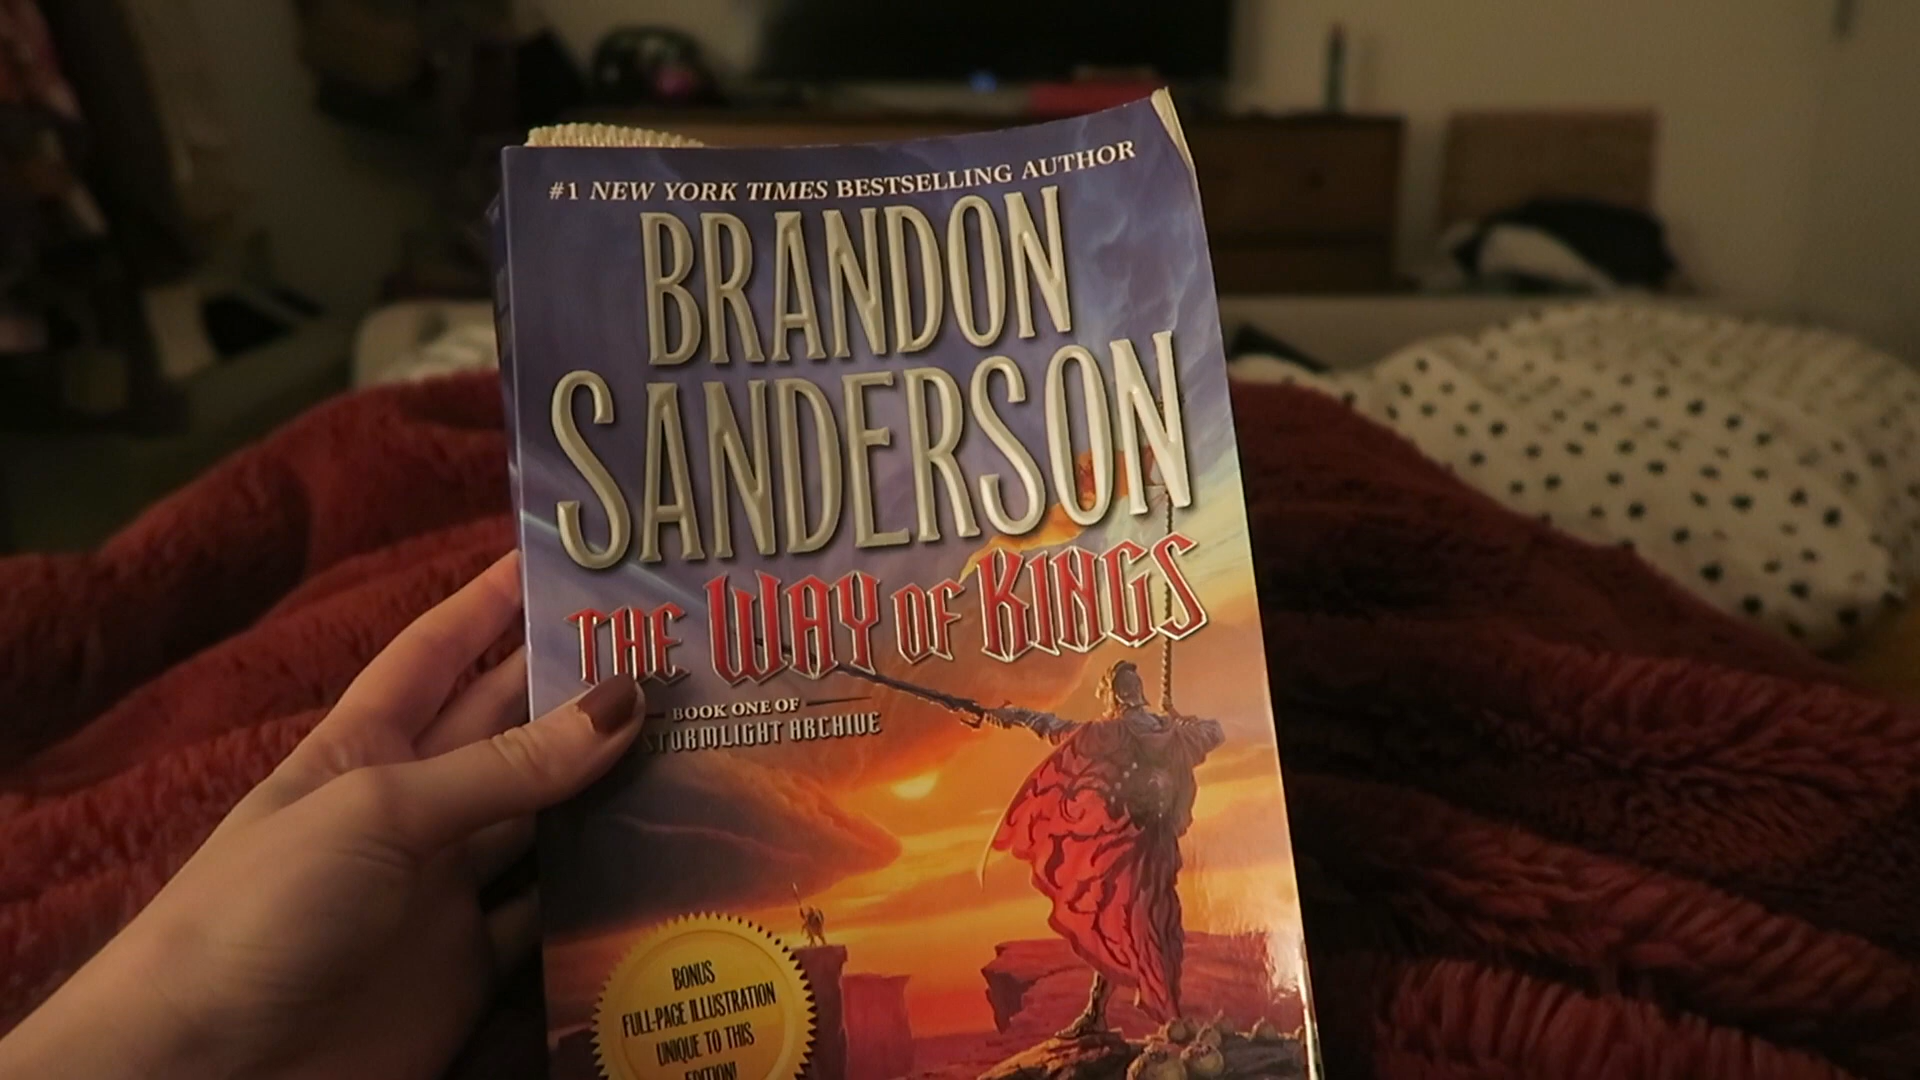 #1 NEW YORK TIMES BESTSELLING AUTHOR
BRANDON
SANDERSON
THE WAY OF KINGS
BOOK ONE OF
STORMLIGHT ARCHIVE
BONUS
FULL-PAGE ILLUSTRATION
UNIQUE TO THIS
EDITION!